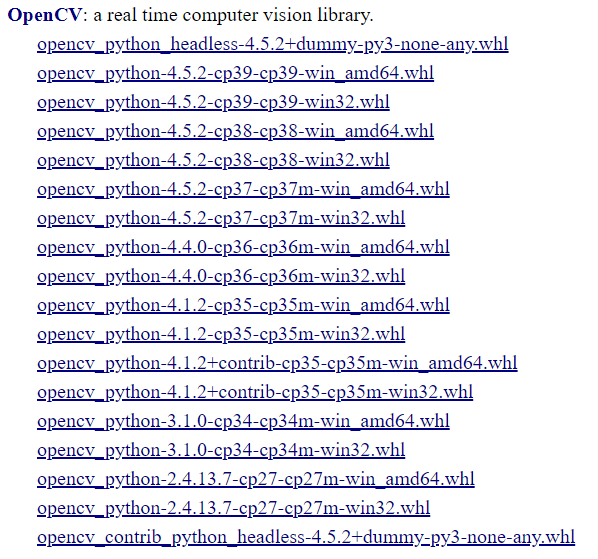 OpenCV: a real time computer vision library.
opencv_python_headless-4.5.2+dummy-py3-none-any.whl
opencv_python-4.5.2-cp39-cp39-win_amd64.whl
opencv_python-4.5.2-cp39-cp39-win32.whl
opencv_python-4.5.2-cp38-cp38-win_amd64.whl
opencv_python-4.5.2-cp38-cp38-win32.whl
opencv_python-4.5.2-cp37-cp37m-win_amd64.whl
opencv_python-4.5.2-cp37-cp37m-win32.whl
opencv_python-4.4.0-cp36-cp36m-win_amd64.whl
opencv_python-4.4.0-cp36-cp36m-win32.whl
opencv_python-4.1.2-cp35-cp35m-win_amd64.whl
opencv_python-4.1.2-cp35-cp35m-win32.whl
opencv_python-4.1.2+contrib-cp35-cp35m-win_amd64.whl
opencv_python-4.1.2+contrib-cp35-cp35m-win32.whl
opencv_python-3.1.0-cp34-cp34m-win_amd64.whl
opencv_python-3.1.0-cp34-cp34m-win32.whl
opencv_python-2.4.13.7-cp27-cp27m-win_amd64.whl
opencv_python-2.4.13.7-cp27-cp27m-win32.whl
opencv_contrib_python_headless-4.5.2+dummy-py3-none-any.whl